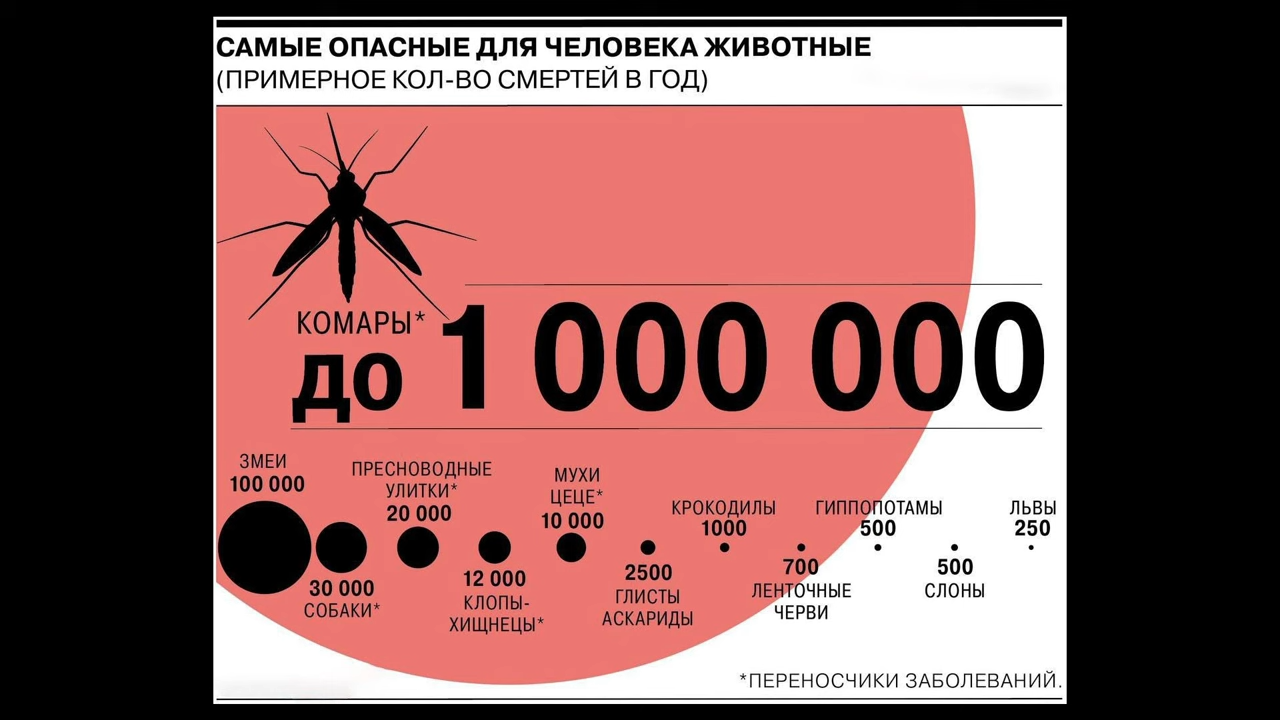 САМЫЕ ОПАСНЫЕ ДЛЯ ЧЕЛОВЕКА ЖИВОТНЫЕ
(ПРИМЕРНОЕ КОЛ-ВО СМЕРТЕЙ В ГОД)
КОМАРЫ*
до 1 000 000
ЗМЕИ
100 000
30 000
СОБАКИ*
ПРЕСНОВОДНЫЕ
УЛИТКИ*
20 000
12 000
КЛОПЫ-
ХИЩНЕЦЫ*
МУХИ
ЦЕЦЕ*
10 000
2500
ГЛИСТЫ
АСКАРИДЫ
КРОКОДИЛЫ
1000
700
ЛЕНТОЧНЫЕ
ЧЕРВИ
ГИППОПОТАМЫ
500
500
СЛОНЫ
ЛЬВЫ
250
*ПЕРЕНОСЧИКИ ЗАБОЛЕВАНИЙ.